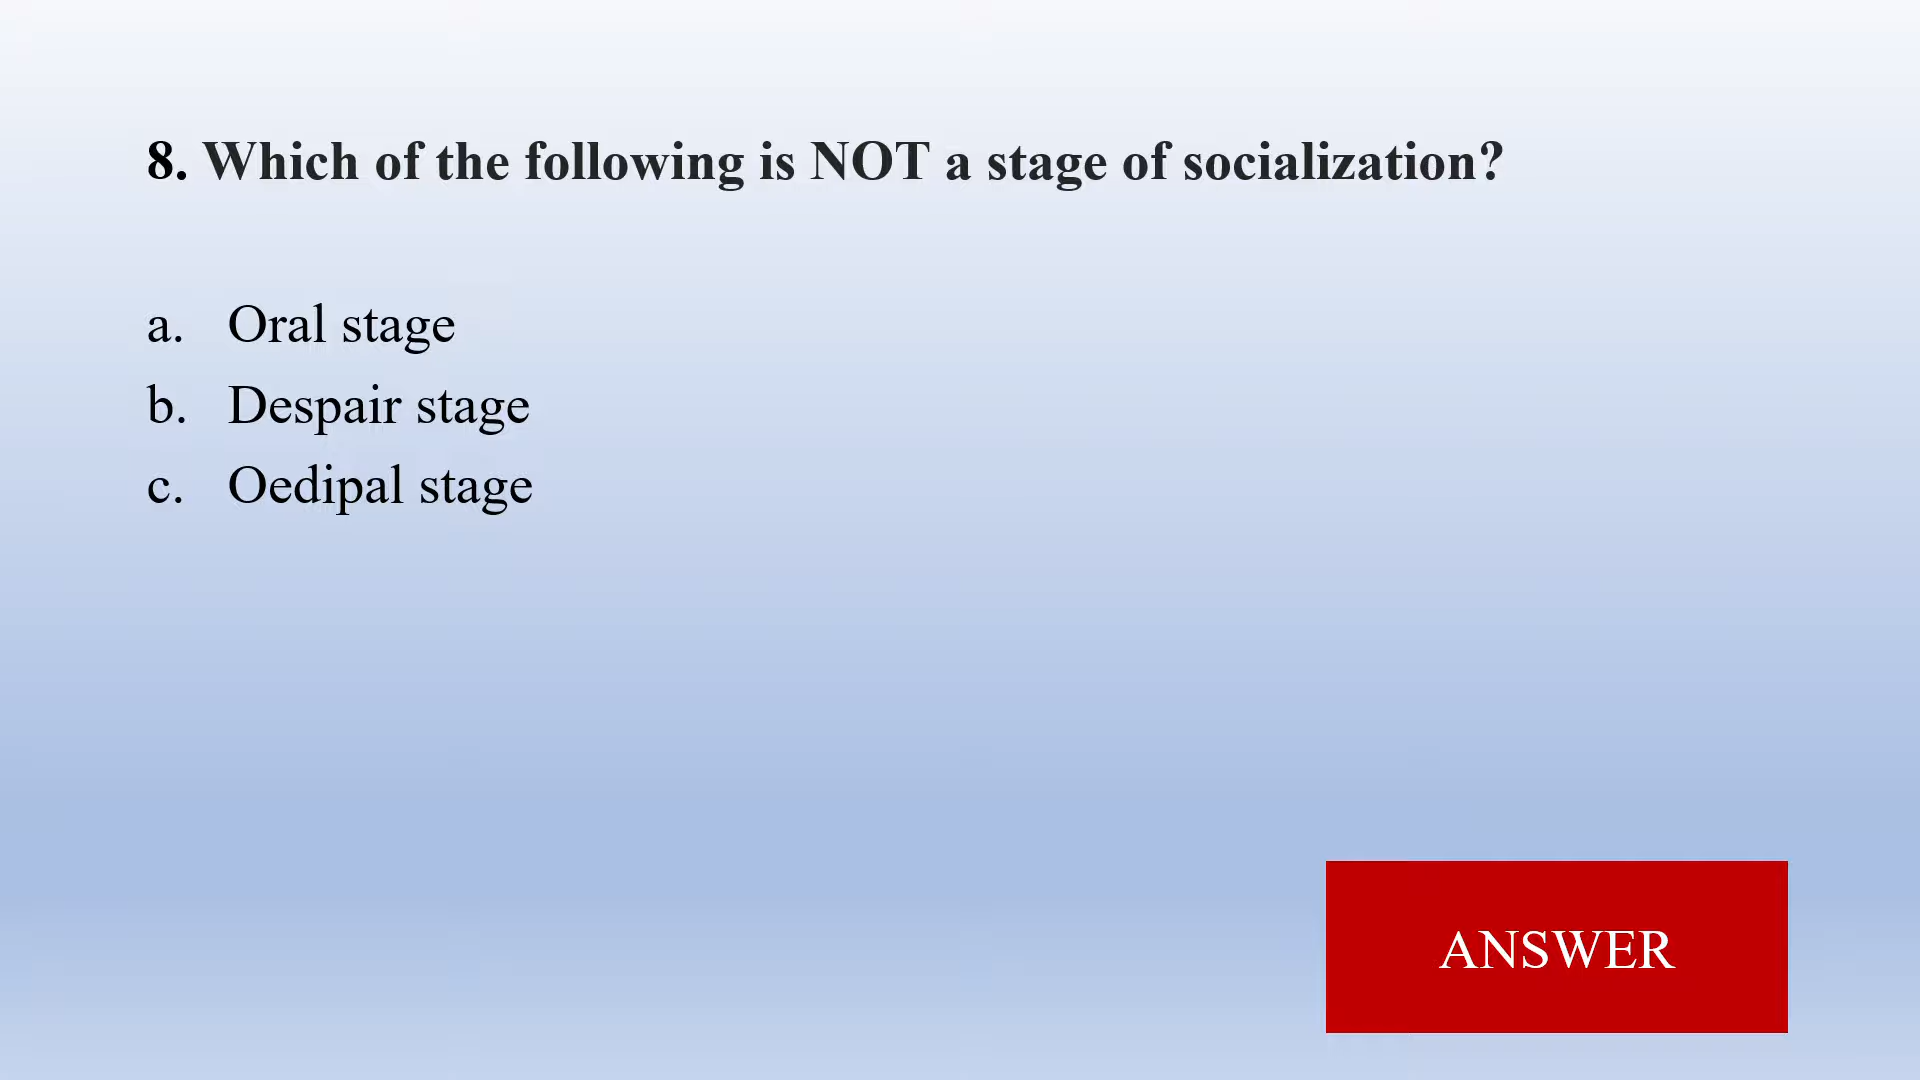 8. Which of the following is NOT a stage of socialization?
a. Oral stage
b. Despair stage
c. Oedipal stage
ANSWER